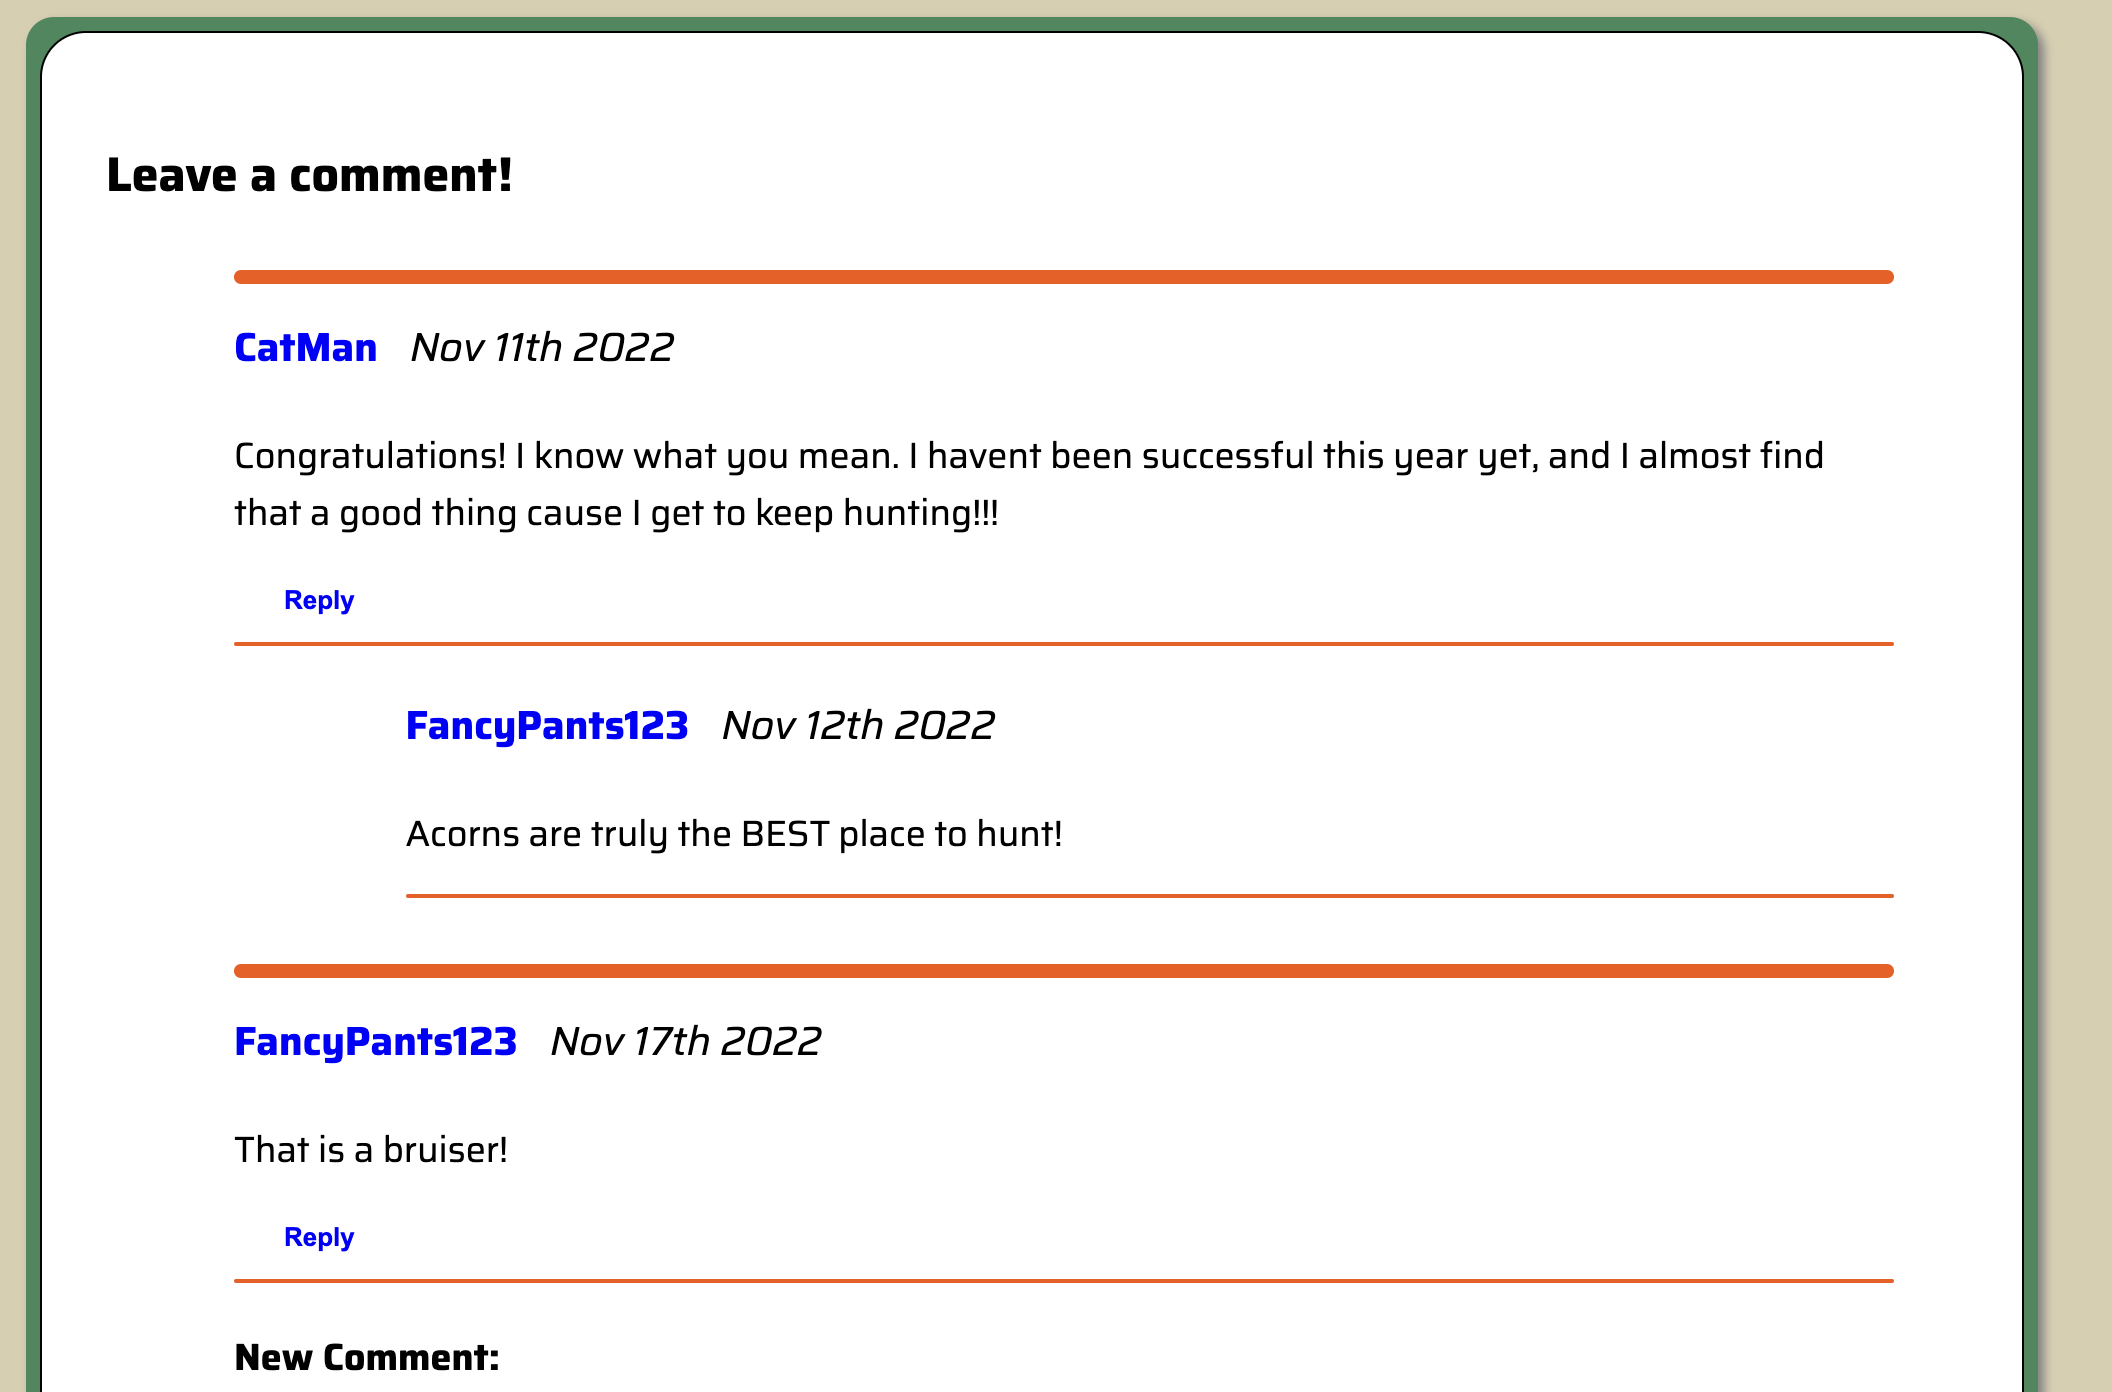 Leave a comment!
CatMan Nov 11th 2022
Congratulations! I know what you mean. I havent been successful this year yet, and I almost find
that a good thing cause I get to keep hunting!!!
Reply
FancyPants123 Nov 12th 2022
Acorns are truly the BEST place to hunt!
FancyPants123 Nov 17th 2022
That is a bruiser!
Reply
New Comment: